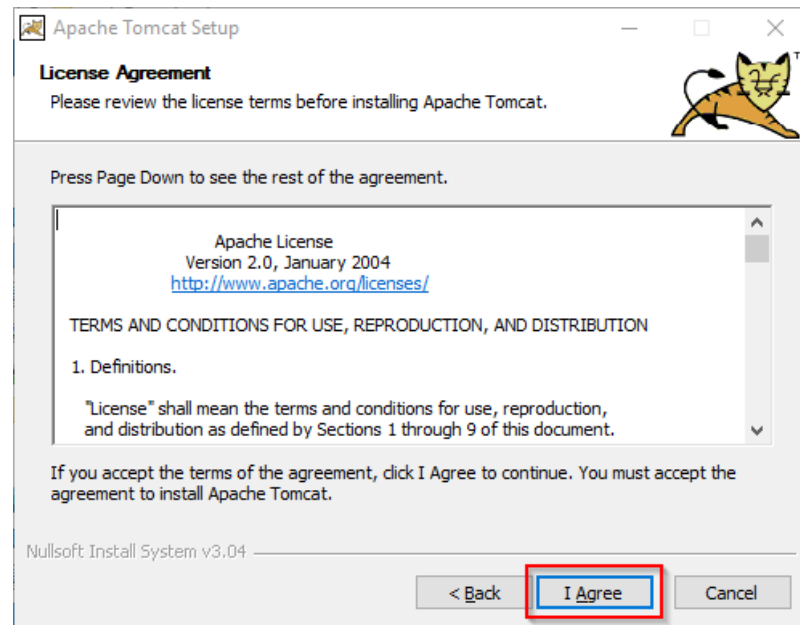 Apache Tomcat Setup
License Agreement
Please review the license terms before installing Apache Tomcat.
Press Page Down to see the rest of the agreement.
Apache License
Version 2.0, January 2004
http://www.apache.org/licenses/
TERMS AND CONDITIONS FOR USE, REPRODUCTION, AND DISTRIBUTION
1. Definitions.
"License" shall mean the terms and conditions for use, reproduction,
and distribution as defined by Sections 1 through 9 of this document.
If you accept the terms of the agreement, click I Agree to continue. You must accept the
agreement to install Apache Tomcat.
Nullsoft Install System v3.04
< Back I Agree Cancel